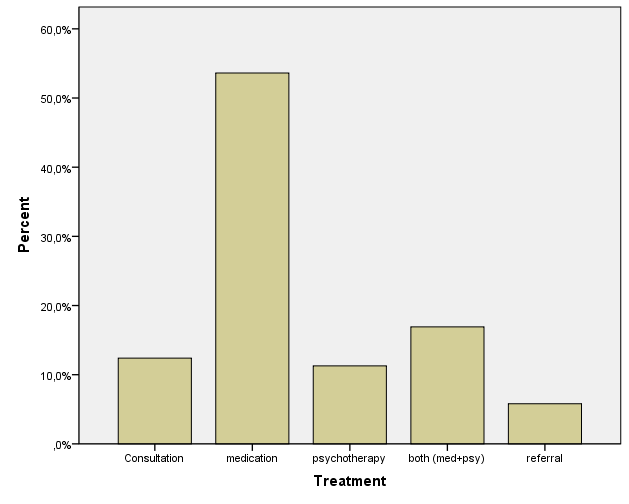 60,0%
50,0%
40,0%
30,0%
20,0%
10,0%
,0%
Percent
Consultation medication psychotherapy both (med+psy) referral
Treatment